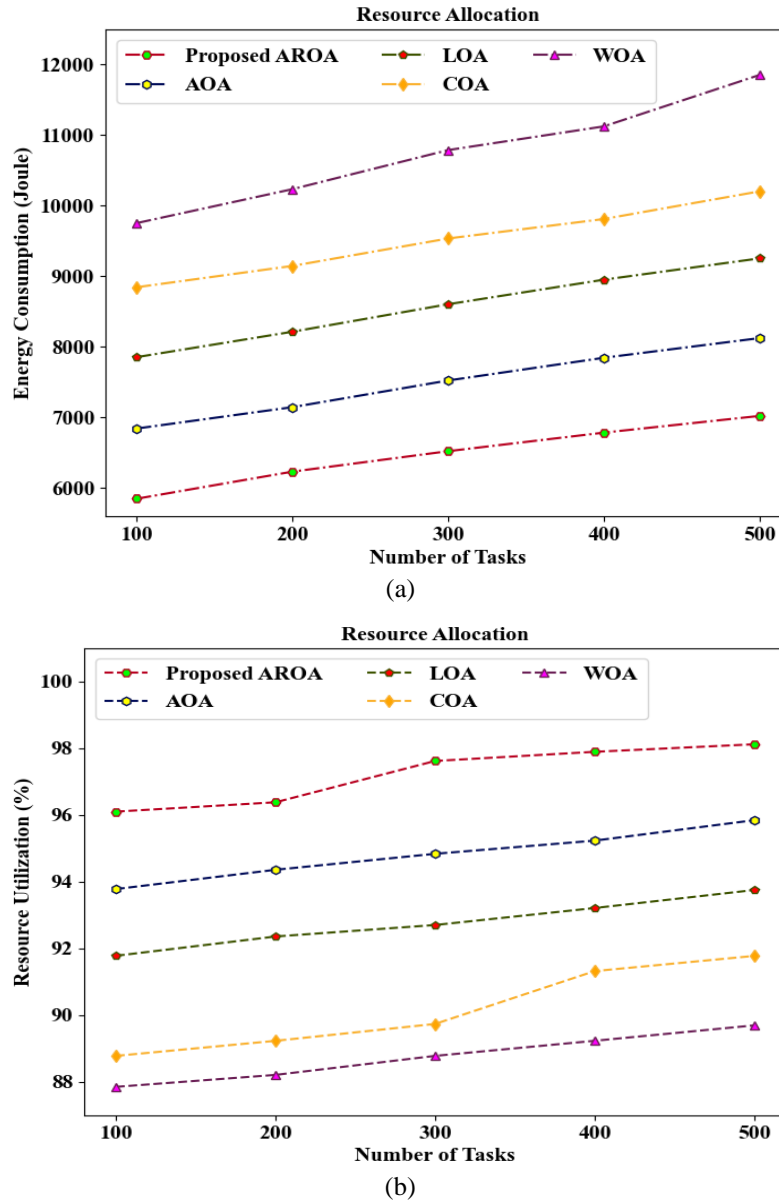 Resource Allocation
Proposed AROA LOA WOA
AOA COA
12000
11000
10000
9000
8000
7000
6000
Energy Consumption (Joule)
100 200 300 400 500
Number of Tasks
(a)
Resource Allocation
Proposed AROA LOA WOA
AOA COA
100
98
96
94
92
90
88
Resource Utilization (%)
100 200 300 400 500
Number of Tasks
(b)